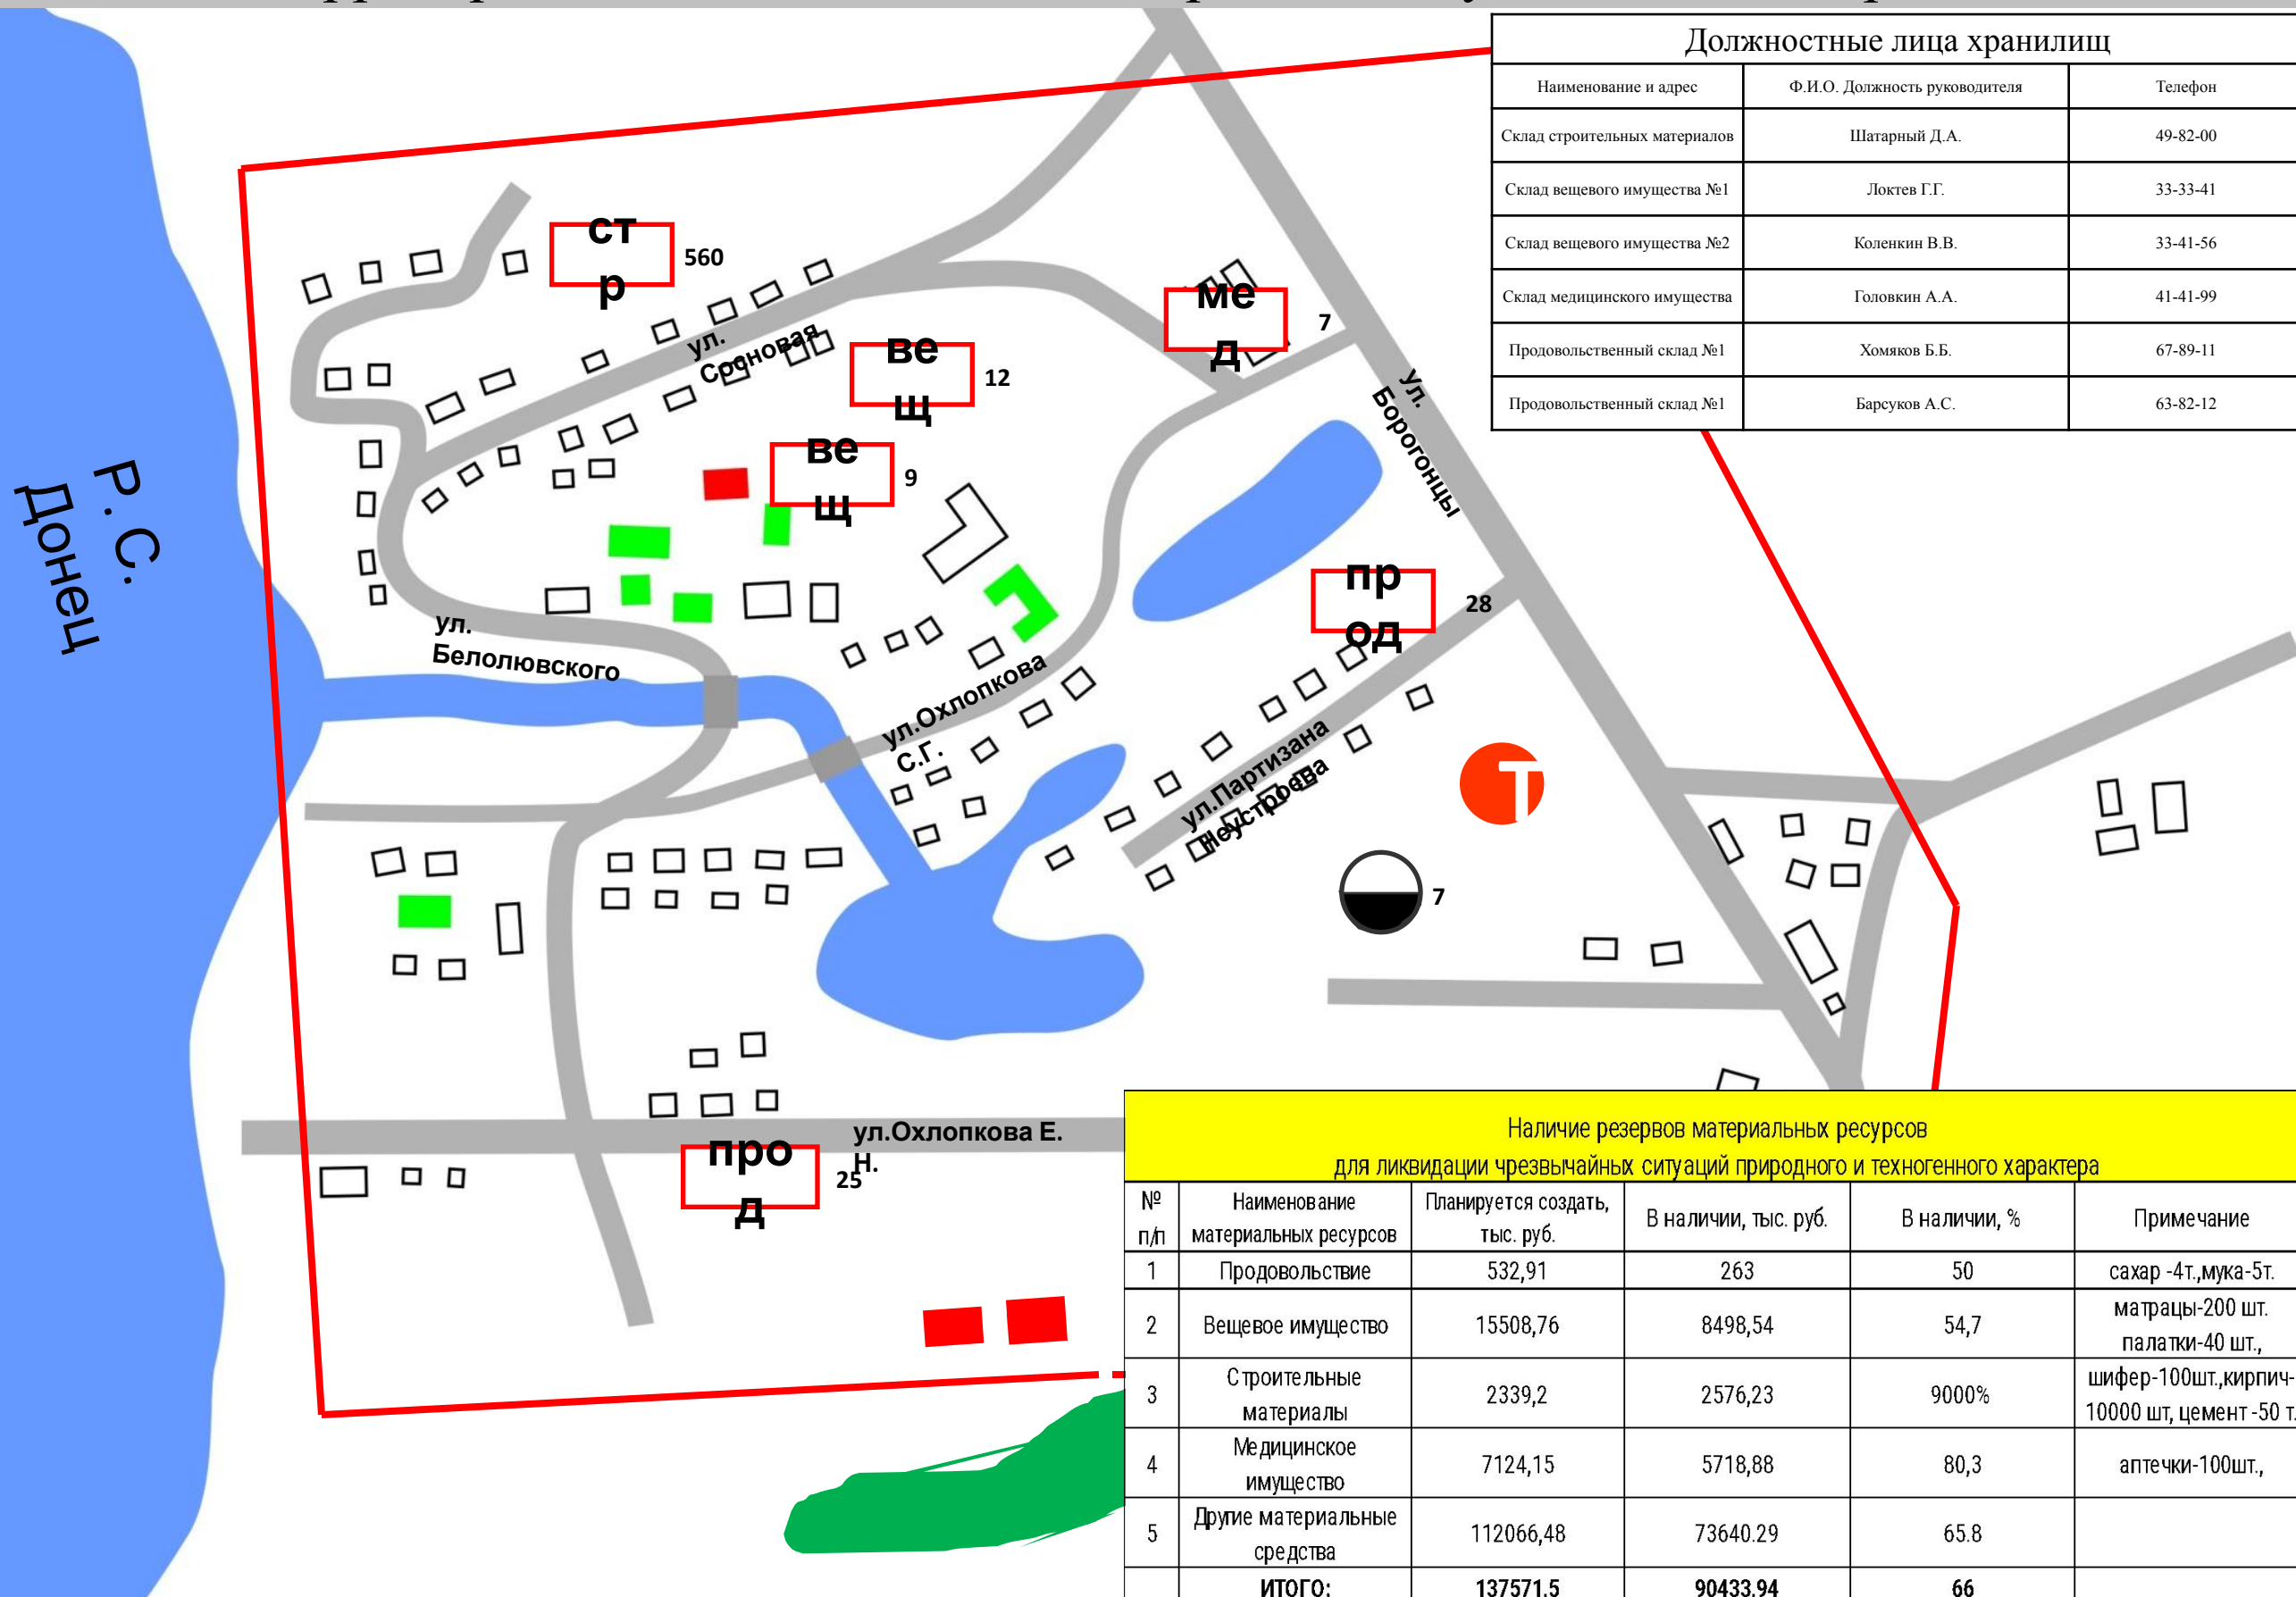 Должностные лица хранилищ
Наименование и адрес	Ф.И.О. Должность руководителя	Телефон
Склад строительных материалов	Шатарный Д.А.	49-82-00
Склад вещевого имущества №1	Локтев Г.Г.	33-33-41
Склад вещевого имущества №2	Коленкин В.В.	33-41-56
Склад медицинского имущества	Головкин А.А.	41-41-99
Продовольственный склад №1	Хомяков Б.Б.	67-89-11
Продовольственный склад №1	Барсуков А.С.	63-82-12
ст
р
560
ул.
Сосновая
ве
щ
12
ве
щ
9
ме
д
7
Ул.
Борогонцы
Р. С.
Донец
пр
од
28
ул.
Белолювского
ул.Охлопкова
С.Г.
ул.Партизана
Неустроева
Т
7
ул.Охлопкова Е.
Н.
про
д
25
Наличие резервов материальных ресурсов
для ликвидации чрезвычайных ситуаций природного и техногенного характера
№
п/п
Наименование
материальных ресурсов
Планируется создать,
тыс. руб.
В наличии, тыс. руб.
В наличии, %
Примечание
1	Продовольствие	532,91	263	50	сахар -4т.,мука-5т.
2	Вещевое имущество	15508,76	8498,54	54,7
матрацы-200 шт.
палатки-40 шт.,
3
Строительные
материалы
2339,2	2576,23	9000%
шифер-100шт.,кирпич-
10000 шт, цемент -50 т.
4
Медицинское
имущество
7124,15	5718,88	80,3	аптечки-100шт.,
5
Другие материальные
средства
112066,48	73640.29	65.8
ИТОГО:	137571.5	90433.94	66